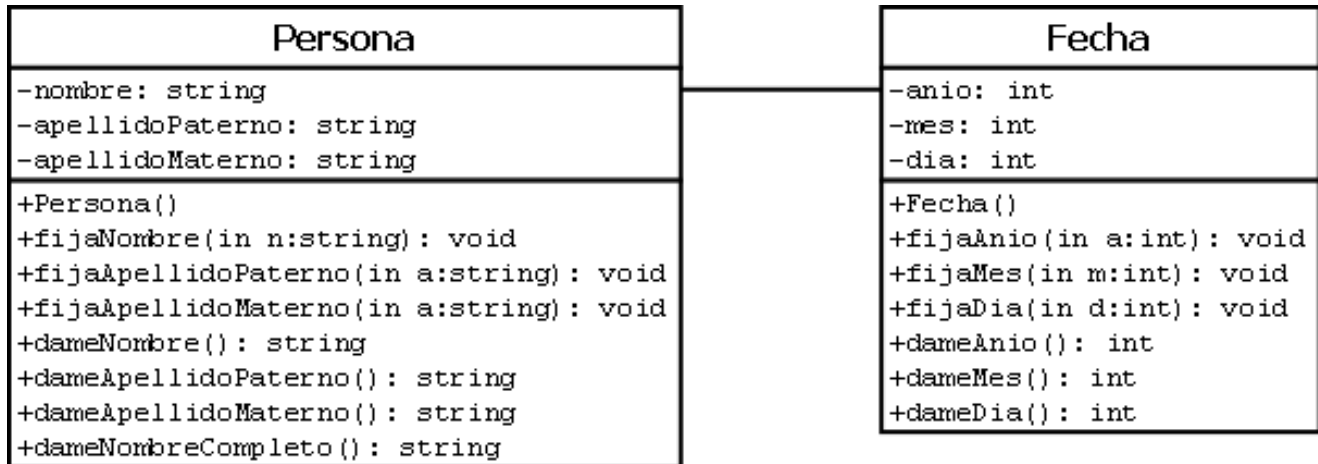 Persona
-nombre: string
-apellidoPaterno: string
-apellidoMaterno: string
+Persona()
+fijaNombre(in n:string): void
+fijaApellidoPaterno(in a:string): void
+fijaApellidoMaterno(in a:string): void
+dameNombre(): string
+dameApellidoPaterno(): string
+dameApellidoMaterno(): string
+dameNombreCompleto(): string
Fecha
-anio: int
-mes: int
-dia: int
+Fecha()
+fijaAnio(in a:int): void
+fijaMes(in m:int): void
+fijaDia(in d:int): void
+dameAnio(): int
+dameMes(): int
+dameDia(): int